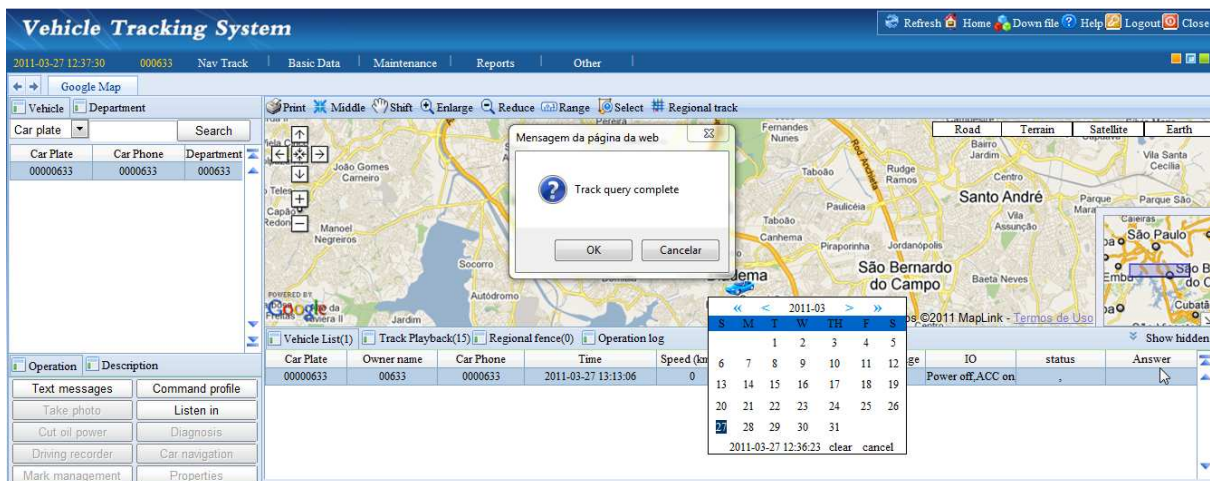 Vehicle Tracking System
Refresh Home Down file Help Logout Close
2011-03-27 12:37:30 000633 Nav Track Basic Data Maintenance Reports Other
Google Map
Vehicle Department
Print Middle Shift Enlarge Reduce Range Select Regional track
Car plate Search
Car Plate Car Phone Department
00000633 0000633 000633
Road Terrain Satellite Earth
Mensagem da página da web
Track query complete
OK Cancelar
João Gomes
Carneiro
Manoel
Negreiros
Socorro
Autódromo
Jardim
Fernandes
Nunes
Taboão
Rod Anchieta
Rudge
Ramos
Bairro
Jardim
Vila Santa
Cecília
Centro
Santo André
Parque
Parque São
Paulicéia
Vila
Assunção
Taboão
Canhema
Piraporinha
Jordanópolis
São Bernardo
do Campo
Baeta Neves
Caieiras
São Paulo
POWERED BY
Google
©2011 MapLink - Termos de Uso
2011-03
S M T W TH F S
1 2 3 4 5
6 7 8 9 10 11 12
13 14 15 16 17 18 19
20 21 22 23 24 25 26
27 28 29 30 31
2011-03-27 12:36:23 clear cancel
Vehicle List(1) Track Playback(15) Regional fence(0) Operation log
Show hidden
Car Plate Owner name Car Phone Time Speed IO status Answer
00000633 00633 0000633 2011-03-27 13:13:06 0 Power off,ACC on ,
Operation Description
Text messages Command profile
Take photo Listen in
Cut oil power Diagnosis
Driving recorder Car navigation
Mark management Properties